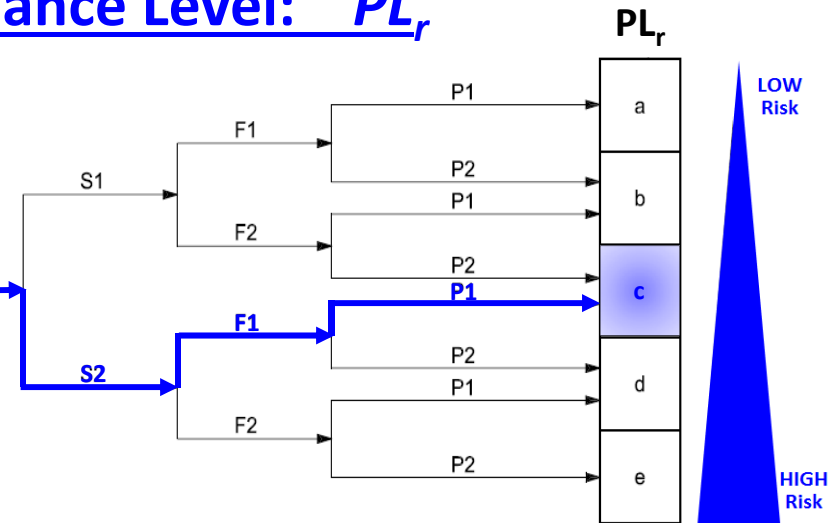 ance Level: PLr
PLr
P1
a
LOW
Risk
F1
P2
S1
b
P1
F2
P2
c
P1
F1
P2
S2
d
P1
F2
P2
e
HIGH
Risk